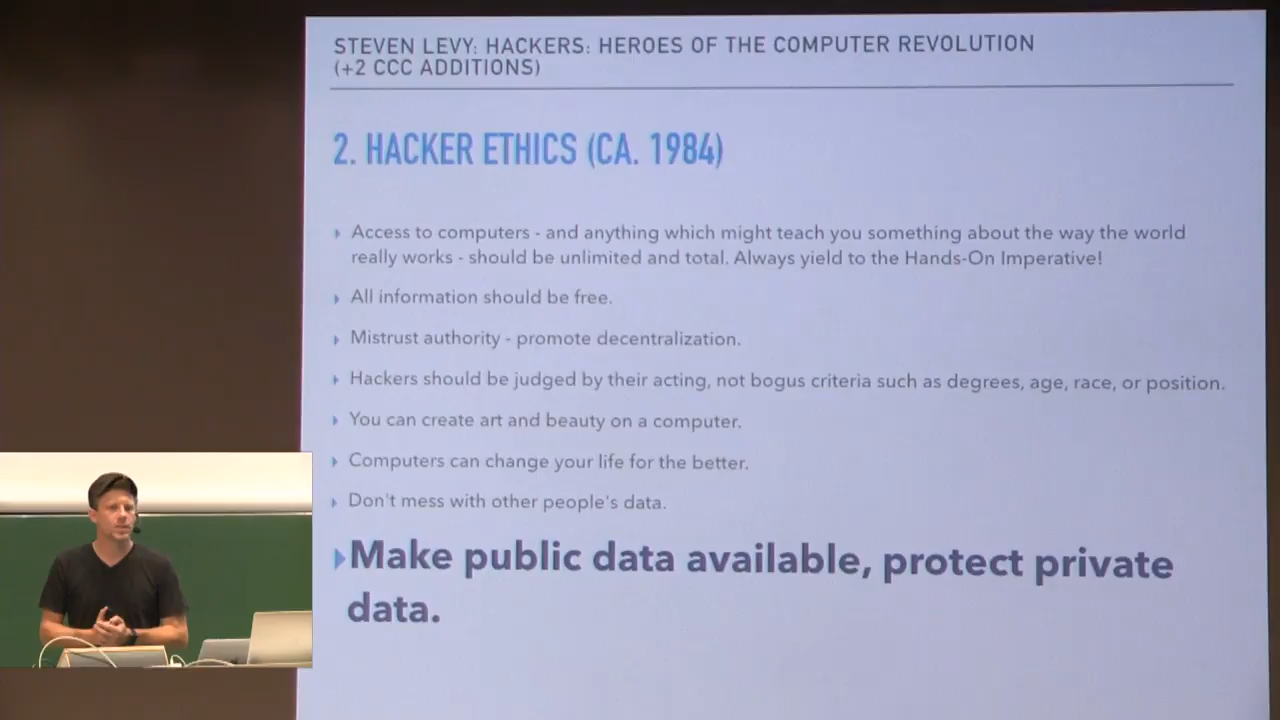 STEVEN LEVY: HACKERS: HEROES OF THE COMPUTER REVOLUTION
(+2 CCC ADDITIONS)
2. HACKER ETHICS (CA. 1984)
Access to computers - and anything which might teach you something about the way the world
really works - should be unlimited and total. Always yield to the Hands-On Imperative!
All information should be free.
Mistrust authority - promote decentralization.
Hackers should be judged by their acting, not bogus criteria such as degrees, age, race, or position.
You can create art and beauty on a computer.
Computers can change your life for the better.
Don't mess with other people's data.
Make public data available, protect private
data.